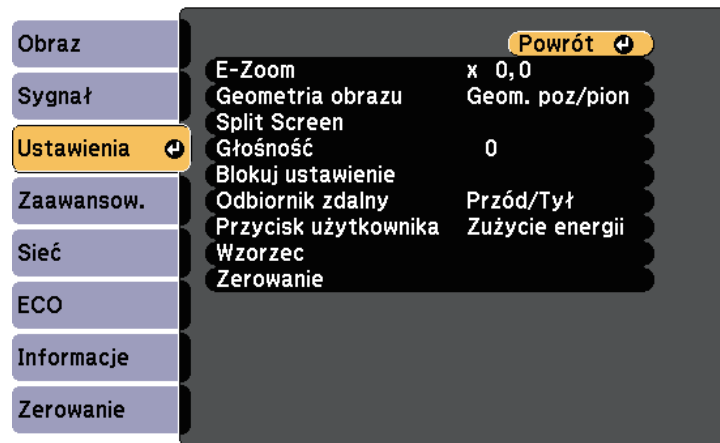 Obraz
Sygnał
Ustawienia
Zaawansow.
Sieć
ECO
Informacje
Zerowanie
Powrót
E-Zoom x 0,0
Geometria obrazu Geom. poz/pion
Split Screen
Głośność 0
Blokuj ustawienie
Odbiornik zdalny Przód/Tył
Przycisk użytkownika Zużycie energii
Wzorzec
Zerowanie